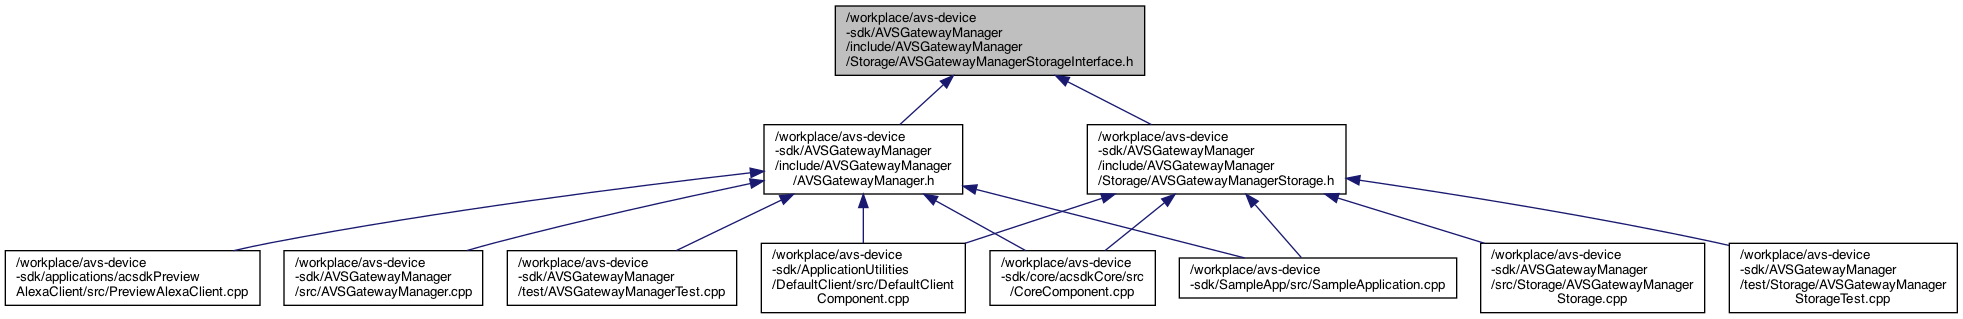 /workplace/avs-device
-sdk/AVSGatewayManager
/include/AVSGatewayManager
/Storage/AVSGatewayManagerStorageInterface.h
/workplace/avs-device
-sdk/AVSGatewayManager
/include/AVSGatewayManager
/AVSGatewayManager.h
/workplace/avs-device
-sdk/AVSGatewayManager
/include/AVSGatewayManager
/Storage/AVSGatewayManagerStorage.h
/workplace/avs-device
-sdk/applications/acsdkPreview
AlexaClient/src/PreviewAlexaClient.cpp
/workplace/avs-device
-sdk/AVSGatewayManager
/src/AVSGatewayManager.cpp
/workplace/avs-device
-sdk/AVSGatewayManager
/test/AVSGatewayManagerTest.cpp
/workplace/avs-device
-sdk/ApplicationUtilities
/DefaultClient/src/DefaultClient
Component.cpp
/workplace/avs-device
-sdk/core/acsdkCore/src
/CoreComponent.cpp
/workplace/avs-device
-sdk/SampleApp/src/SampleApplication.cpp
/workplace/avs-device
-sdk/AVSGatewayManager
/src/Storage/AVSGatewayManager
Storage.cpp
/workplace/avs-device
-sdk/AVSGatewayManager
/test/Storage/AVSGatewayManager
StorageTest.cpp